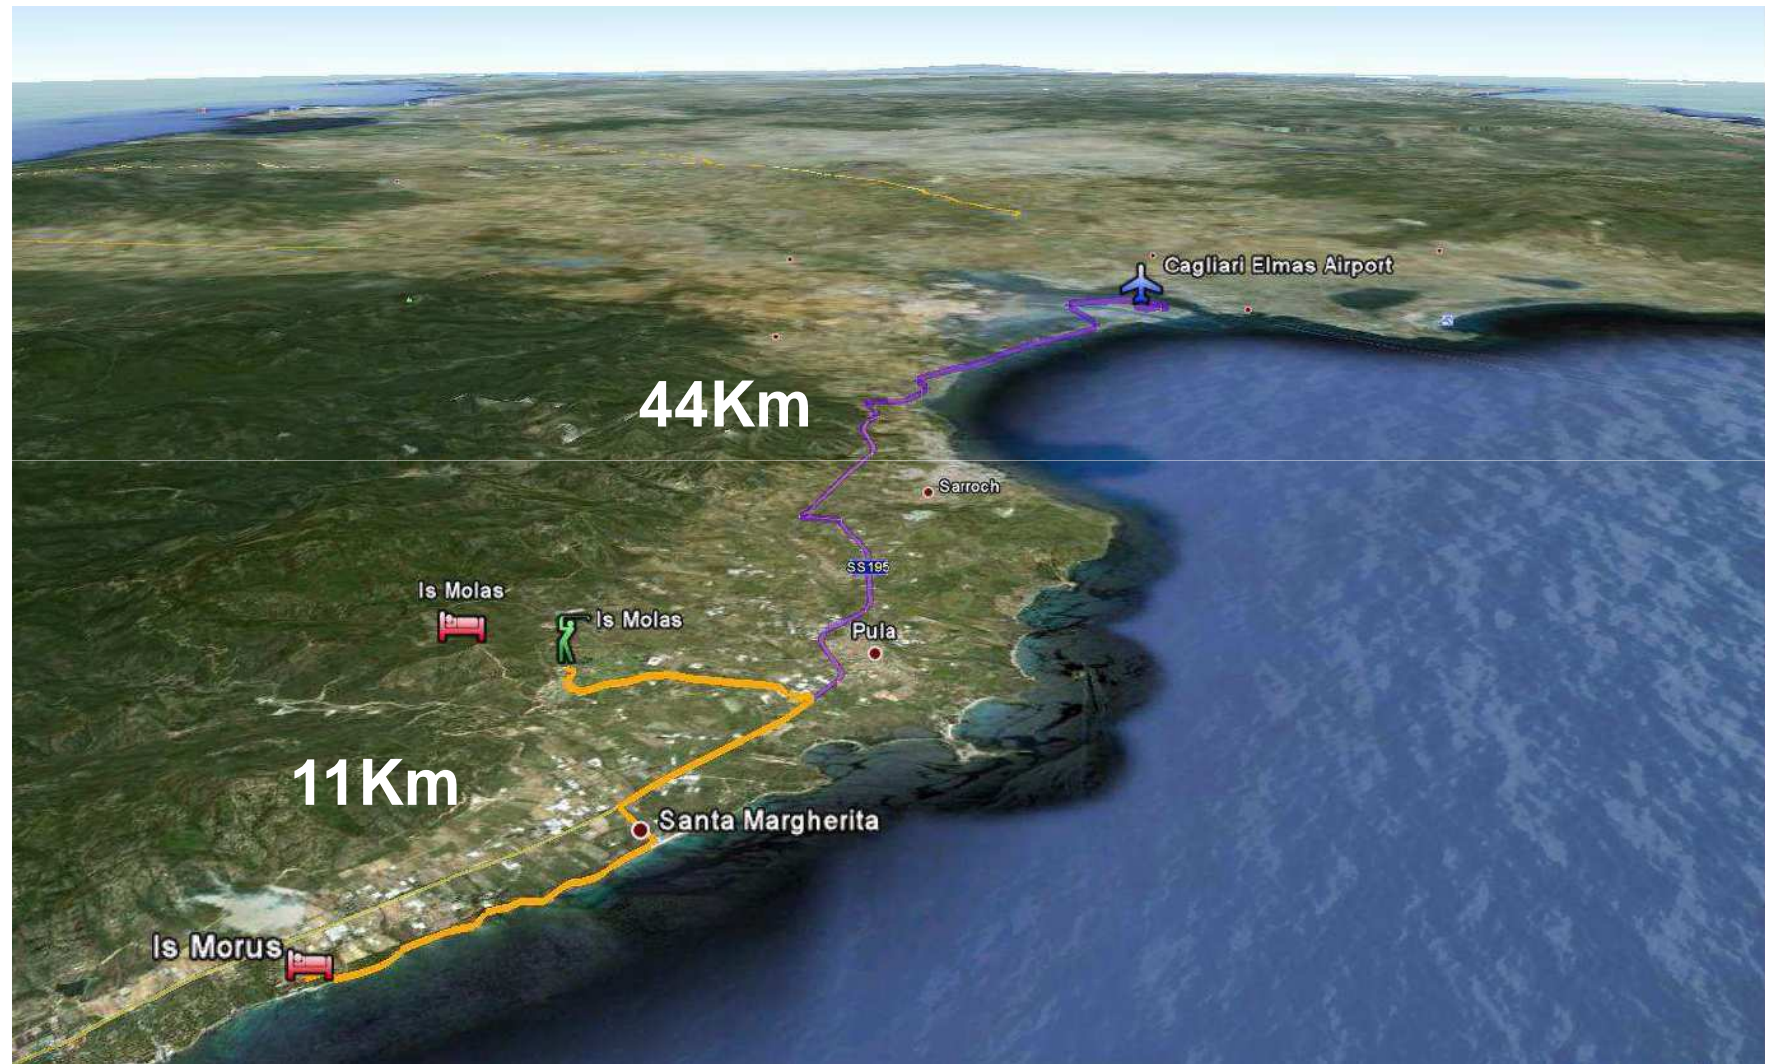 Cagliari Elmas Airport
44Km
Sarroch
SS195
Is Molas
Is Molas
Pula
11Km
Santa Margherita
Is Morus